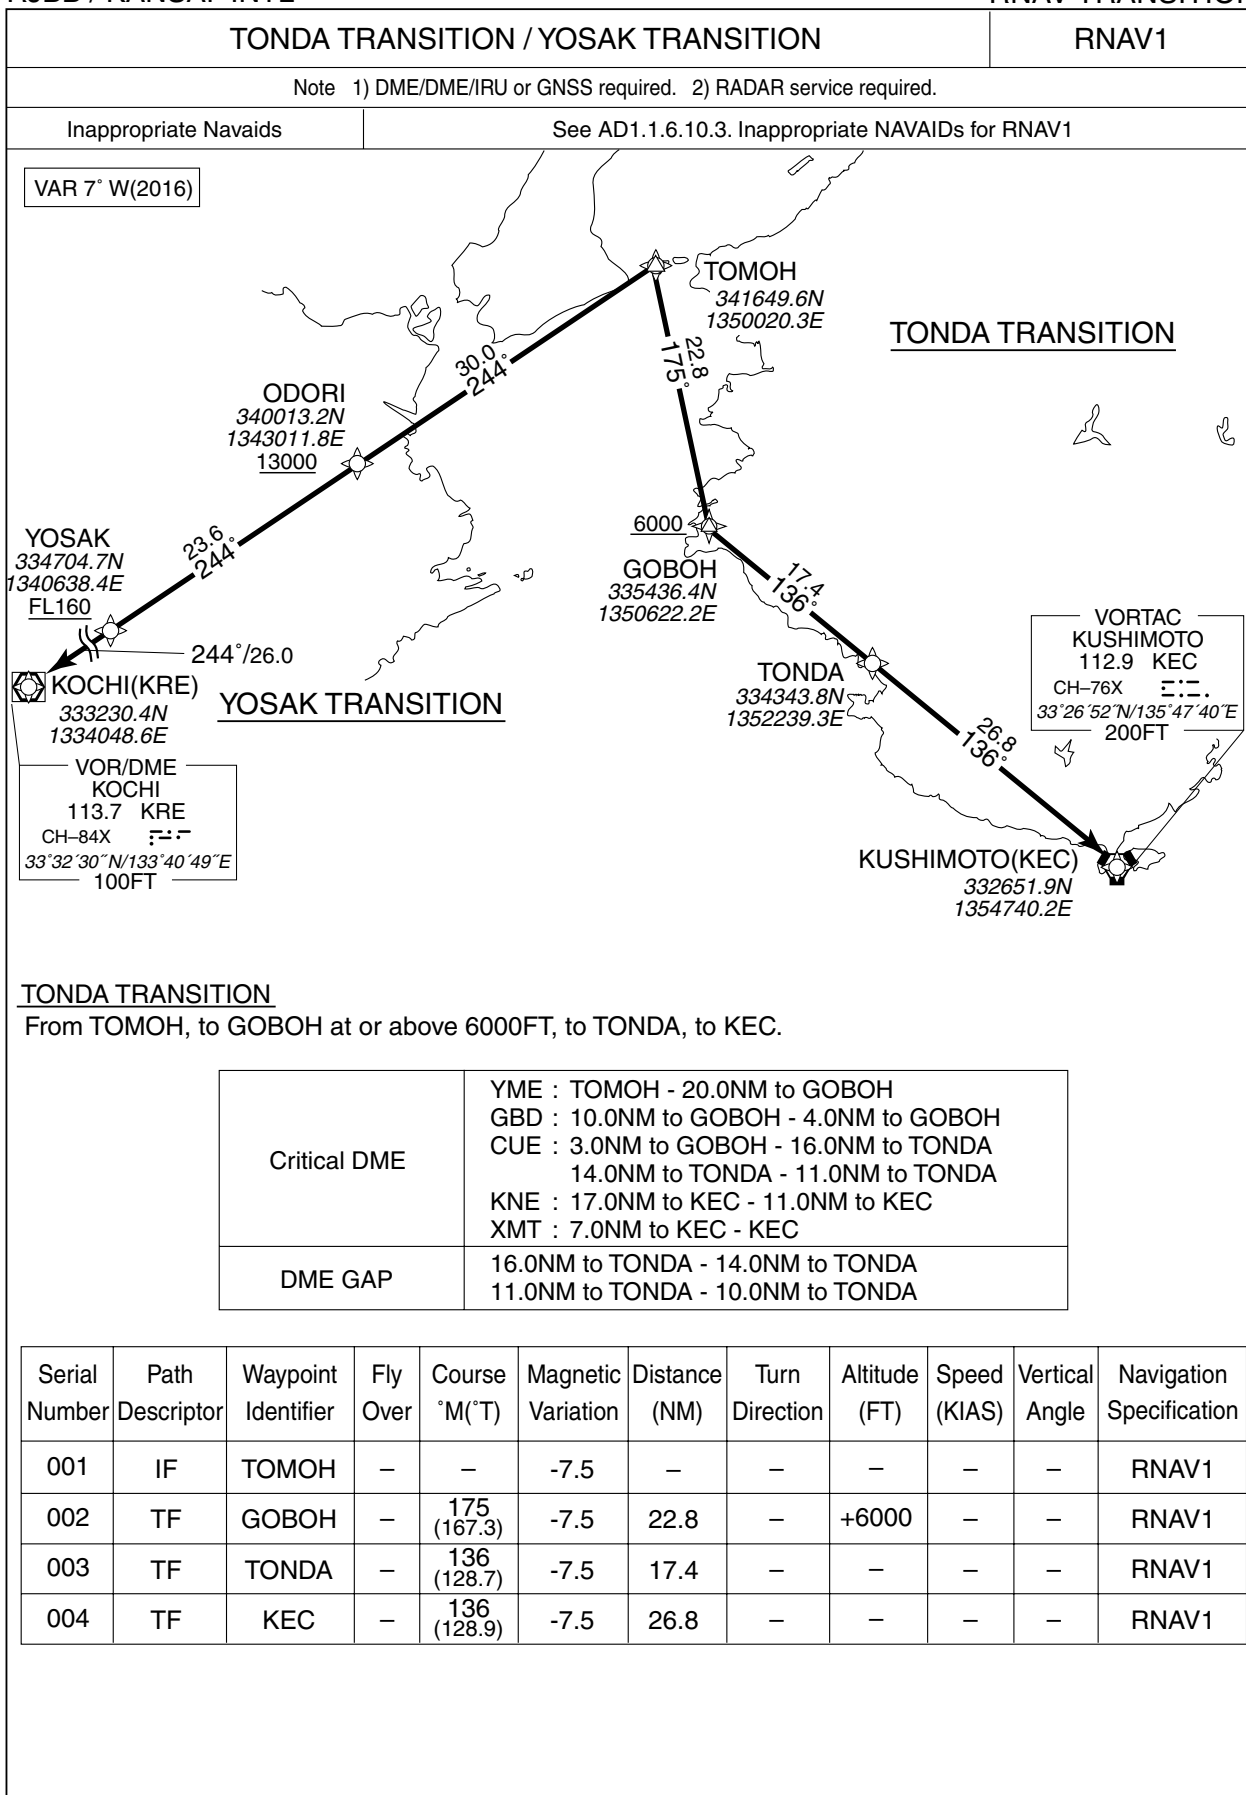 RJBB / KANSAI INTL
RNAV TRANSITION
TONDA TRANSITION / YOSAK TRANSITION
RNAV1
Note 1) DME/DME/IRU or GNSS required. 2) RADAR service required.
Inappropriate Navaids
See AD1.1.6.10.3. Inappropriate NAVAIDs for RNAV1
VAR 7° W(2016)
TOMOH
341649.6N
1350020.3E
TONDA TRANSITION
22.8
175°
30.0
244°
ODORI
340013.2N
1343011.8E
13000
23.6
244°
YOSAK
334704.7N
1340638.4E
FL160
244°/26.0
KOCHI(KRE)
333230.4N
1334048.6E
YOSAK TRANSITION
VOR/DME
KOCHI
113.7 KRE
CH–84X
33°32´30˝N/133°40´49˝E
100FT
6000
GOBOH
335436.4N
1350622.2E
17.4
136°
TONDA
334343.8N
1352239.3E
26.8
136°
VORTAC
KUSHIMOTO
112.9 KEC
CH–76X
33°26´52˝N/135°47´40˝E
200FT
KUSHIMOTO(KEC)
332651.9N
1354740.2E
TONDA TRANSITION
From TOMOH, to GOBOH at or above 6000FT, to TONDA, to KEC.
Critical DME
YME : TOMOH - 20.0NM to GOBOH
GBD : 10.0NM to GOBOH - 4.0NM to GOBOH
CUE : 3.0NM to GOBOH - 16.0NM to TONDA
14.0NM to TONDA - 11.0NM to TONDA
KNE : 17.0NM to KEC - 11.0NM to KEC
XMT : 7.0NM to KEC - KEC
DME GAP
16.0NM to TONDA - 14.0NM to TONDA
11.0NM to TONDA - 10.0NM to TONDA
Serial Number Path Descriptor Waypoint Identifier Fly Over Course °M(°T) Magnetic Variation Distance (NM) Turn Direction Altitude (FT) Speed (KIAS) Vertical Angle Navigation Specification
001 IF TOMOH – – -7.5 – – – – – RNAV1
002 TF GOBOH – 175 (167.3) -7.5 22.8 – +6000 – – RNAV1
003 TF TONDA – 136 (128.7) -7.5 17.4 – – – – RNAV1
004 TF KEC – 136 (128.9) -7.5 26.8 – – – – RNAV1